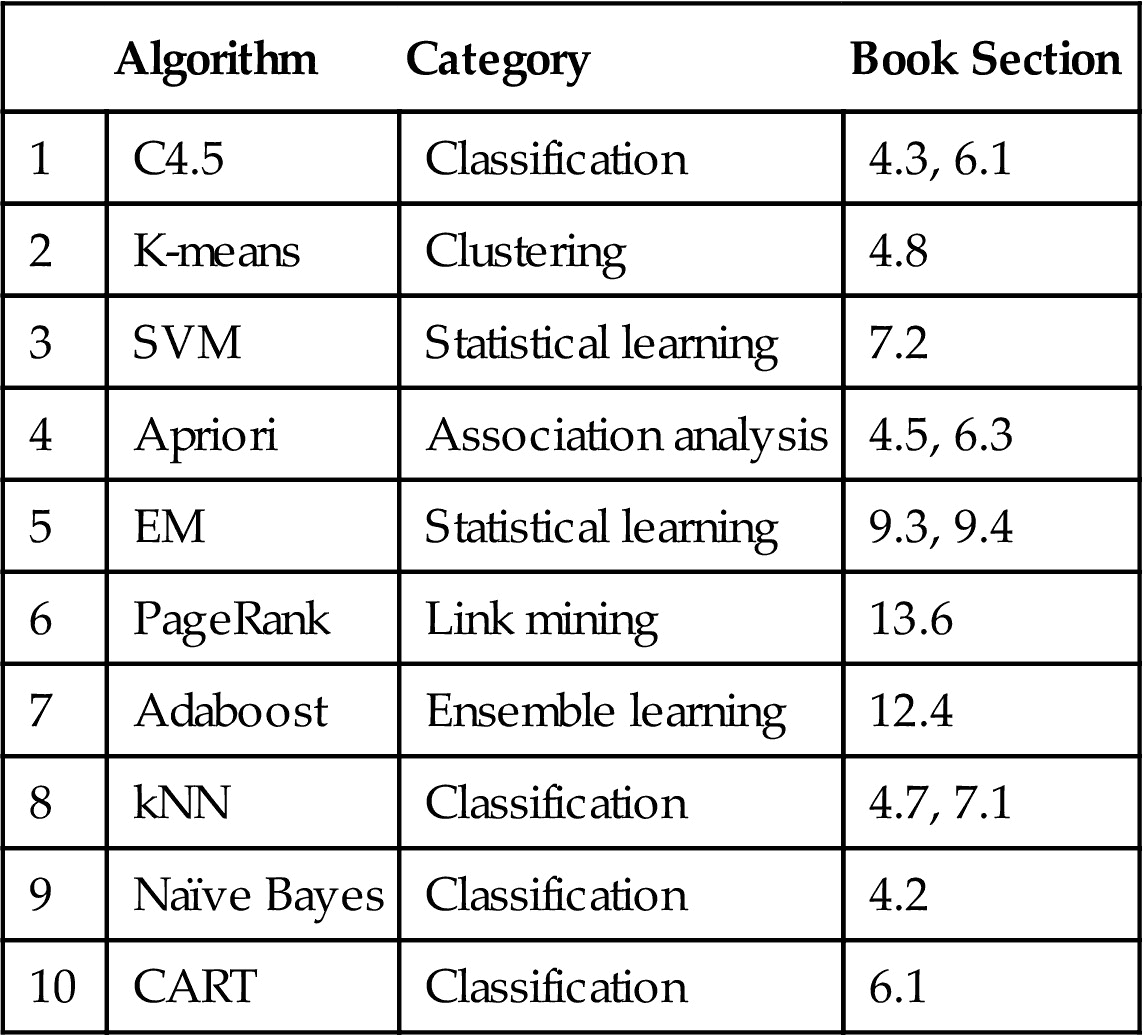 Algorithm Category Book Section
1 C4.5 Classification 4.3, 6.1
2 K-means Clustering 4.8
3 SVM Statistical learning 7.2
4 Apriori Association analysis 4.5, 6.3
5 EM Statistical learning 9.3, 9.4
6 PageRank Link mining 13.6
7 Adaboost Ensemble learning 12.4
8 kNN Classification 4.7, 7.1
9 Naïve Bayes Classification 4.2
10 CART Classification 6.1